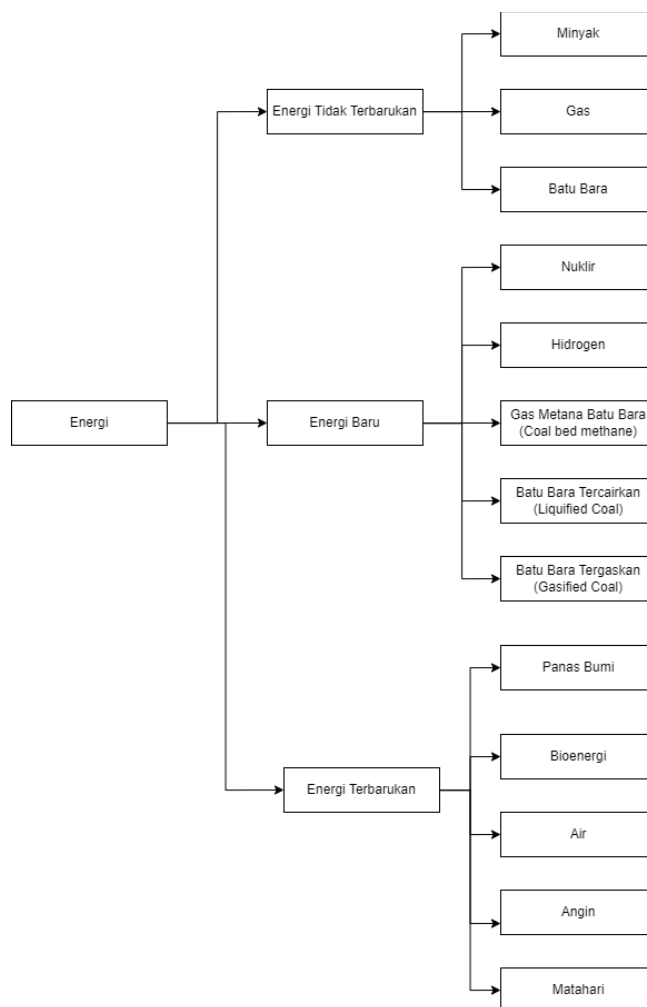 Minyak
Energi Tidak Terbarukan
Gas
Batu Bara
Nuklir
Hidrogen
Energi
Energi Baru
Gas Metana Batu Bara
(Coal bed methane)
Batu Bara Tercairkan
(Liquified Coal)
Batu Bara Tergaskan
(Gasified Coal)
Panas Bumi
Bioenergi
Energi Terbarukan
Air
Angin
Matahari